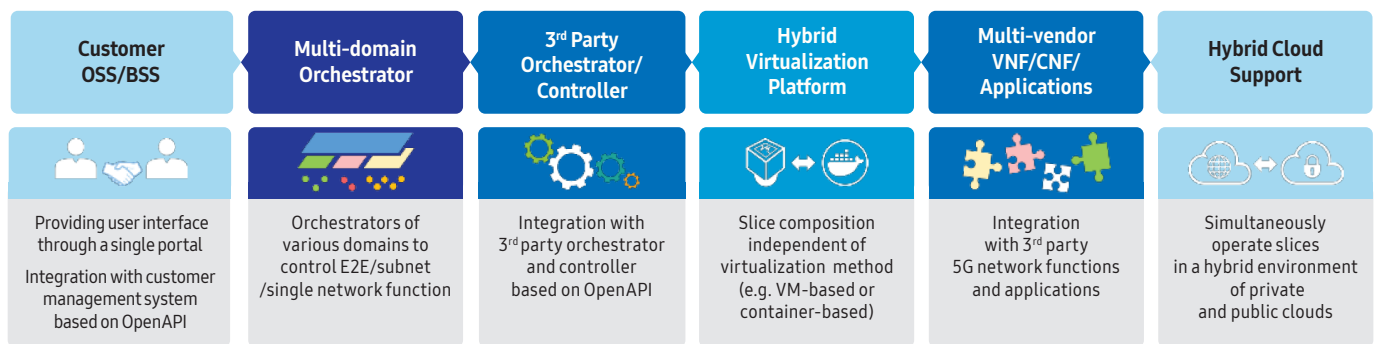 Customer
OSS/BSS
Multi-domain
Orchestrator
3rd Party
Orchestrator/
Controller
Hybrid
Virtualization
Platform
Multi-vendor
VNF/CNF/
Applications
Hybrid Cloud
Support
Providing user interface
through a single portal
Integration with customer
management system
based on OpenAPI
Orchestrators of
various domains to
control E2E/subnet
/single network function
Integration with
3rd party orchestrator
and controller
based on OpenAPI
Slice composition
independent of
virtualization method
(e.g. VM-based or
container-based)
Integration
with 3rd party
5G network functions
and applications
Simultaneously
operate slices
in a hybrid environment
of private
and public clouds